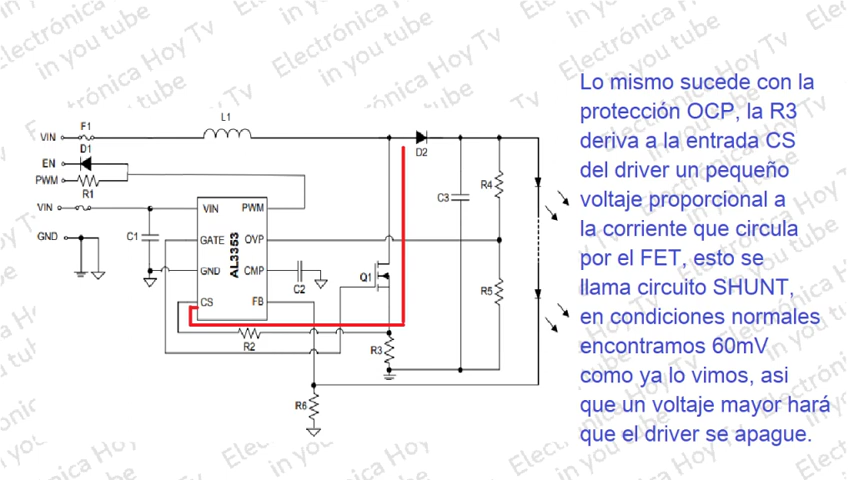 Lo mismo sucede con la
protección OCP, la R3
deriva a la entrada CS
del driver un pequeño
voltaje proporcional a
la corriente que circula
por el FET, esto se
llama circuito SHUNT,
en condiciones normales
encontramos 60mV
como ya lo vimos, asi
que un voltaje mayor hará
que el driver se apague.
L1
VIN
F1
D2
EN
D1
PWM
R1
VIN
GND
C1
VIN
PWM
GATE
OVP
GND
CMP
CS
FB
AL3353
C2
Q1
C3
R4
R5
R2
R3
R6
Electrónica Hoy Tv
in you tube